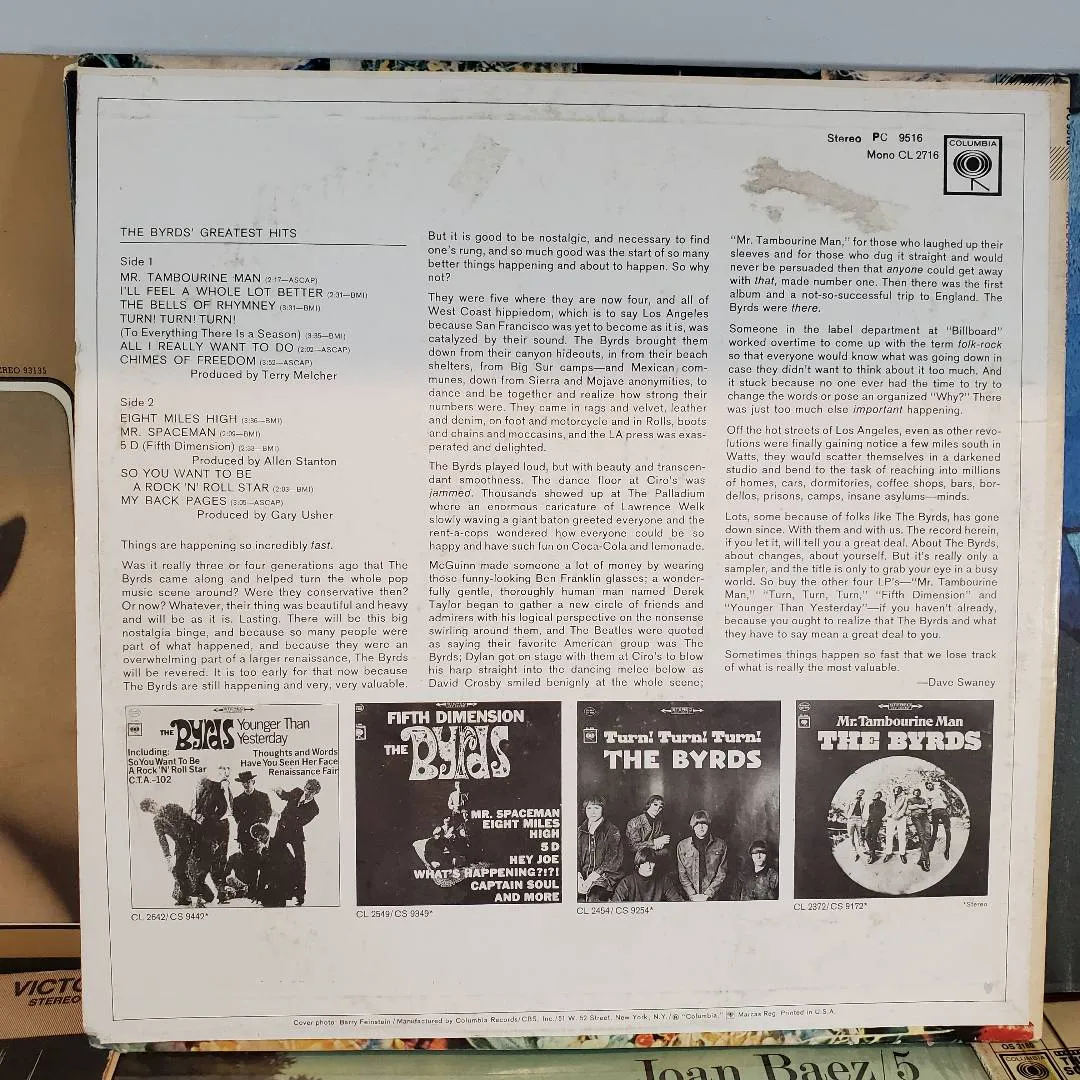 Stereo PC 9516
Mono CL 2716
COLUMBIA
THE BYRDS' GREATEST HITS
Side 1
MR. TAMBOURINE MAN (2:17—ASCAP)
I'LL FEEL A WHOLE LOT BETTER (2:31—BMI)
THE BELLS OF RHYMNEY (3:31—BMI)
TURN! TURN! TURN!
(To Everything There Is a Season) (3:35—BMI)
ALL I REALLY WANT TO DO (2:02—ASCAP)
CHIMES OF FREEDOM (3:52—ASCAP)
Produced by Terry Melcher
Side 2
EIGHT MILES HIGH (3:36—BMI)
MR. SPACEMAN (2:09—BMI)
5 D (Fifth Dimension) (2:33—BMI)
Produced by Allen Stanton
SO YOU WANT TO BE
A ROCK 'N' ROLL STAR (2:03—BMI)
MY BACK PAGES (3:05—ASCAP)
Produced by Gary Usher
Things are happening so incredibly fast.
Was it really three or four generations ago that The
Byrds came along and helped turn the whole pop
music scene around? Were they conservative then?
Or now? Whatever, their thing was beautiful and heavy
and will be as it is. Lasting. There will be this big
nostalgia binge, and because so many people were
part of what happened, and because they were an
overwhelming part of a larger renaissance, The Byrds
will be revered. It is too early for that now because
The Byrds are still happening and very, very valuable.
But it is good to be nostalgic, and necessary to find
one's rung, and so much good was the start of so many
better things happening and about to happen. So why
not?
They were five where they are now four, and all of
West Coast hippiedom, which is to say Los Angeles
because San Francisco was yet to become as it is, was
catalyzed by their sound. The Byrds brought them
down from their canyon hideouts, in from their beach
shelters, from Big Sur camps—and Mexican com-
munes, down from Sierra and Mojave anonymities, to
dance and be together and realize how strong their
numbers were. They came in rags and velvet, leather
and denim, on foot and motorcycle and in Rolls, boots
and chains and moccasins, and the LA press was exas-
perated and delighted.
The Byrds played loud, but with beauty and transcen-
dant smoothness. The dance floor at Ciro's was
jammed. Thousands showed up at The Palladium
where an enormous caricature of Lawrence Welk
slowly waving a giant baton greeted everyone and the
rent-a-cops wondered how everyone could be so
happy and have such fun on Coca-Cola and lemonade.
McGuinn made someone a lot of money by wearing
those funny-looking Ben Franklin glasses; a wonder-
fully gentle, thoroughly human man named Derek
Taylor began to gather a new circle of friends and
admirers with his logical perspective on the nonsense
swirling around them, and The Beatles were quoted
as saying their favorite American group was The
Byrds; Dylan got on stage with them at Ciro's to blow
his harp straight into the dancing melee below as
David Crosby smiled benignly at the whole scene;
"Mr. Tambourine Man," for those who laughed up their
sleeves and for those who dug it straight and would
never be persuaded then that anyone could get away
with that, made number one. Then there was the first
album and a not-so-successful trip to England. The
Byrds were there.
Someone in the label department at "Billboard"
worked overtime to come up with the term folk-rock
so that everyone would know what was going down in
case they didn't want to think about it too much. And
it stuck because no one ever had the time to try to
change the words or pose an organized "Why?" There
was just too much else important happening.
Off the hot streets of Los Angeles, even as other revo-
lutions were finally gaining notice a few miles south in
Watts, they would scatter themselves in a darkened
studio and bend to the task of reaching into millions
of homes, cars, dormitories, coffee shops, bars, bor-
dellos, prisons, camps, insane asylums—minds.
Lots, some because of folks like The Byrds, has gone
down since. With them and with us. The record herein,
if you let it, will tell you a great deal. About The Byrds,
about changes, about yourself. But it's really only a
sampler, and the title is only to grab your eye in a busy
world. So buy the other four LP's—"Mr. Tambourine
Man," "Turn, Turn, Turn," "Fifth Dimension" and
"Younger Than Yesterday"—if you haven't already,
because you ought to realize that The Byrds and what
they have to say mean a great deal to you.
Sometimes things happen so fast that we lose track
of what is really the most valuable.
—Dave Swaney
THE BYRDS Younger Than
Yesterday
Including:
So You Want To Be
A Rock 'N' Roll Star
C.T.A.-102
Thoughts and Words
Have You Seen Her Face
Renaissance Fair
CL 2642/CS 9442*
FIFTH DIMENSION
THE BYRDS
MR. SPACEMAN
EIGHT MILES
HIGH
5 D
HEY JOE
WHAT'S HAPPENING?!?!
CAPTAIN SOUL
AND MORE
CL 2549/CS 9349*
Turn! Turn! Turn!
THE BYRDS
CL 2454/CS 9254*
Mr. Tambourine Man
THE BYRDS
CL 2372/CS 9172*
*Stereo
Cover photo: Barry Feinstein/Manufactured by Columbia Records/CBS, Inc./51 W. 52 Street, New York, N.Y./® "Columbia," Marcas Reg. Printed in U.S.A.
EREO 93135
VICTO
STEREO
Joan Baez/5
OS 3188
COLUMBIA